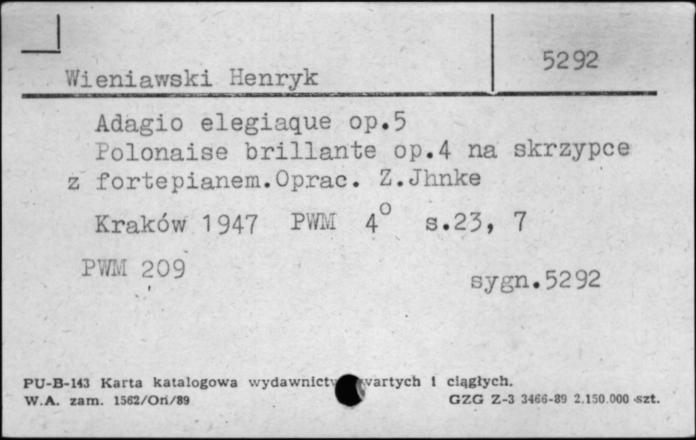 5292
Wieniawski Henryk
Adagio elegiaque op.5
Polonaise brillante op.4 na skrzypce
z fortepianem.Oprac. Z.Jhnke
Kraków 1947 PWM 4° s.23, 7
PWM 209
sygn.5292
PU-B-143 Karta katalogowa wydawnictw zwartych i ciągłych.
W.A. zam. 1562/Ori/89 GZG Z-3 3466-89 2.150.000 szt.